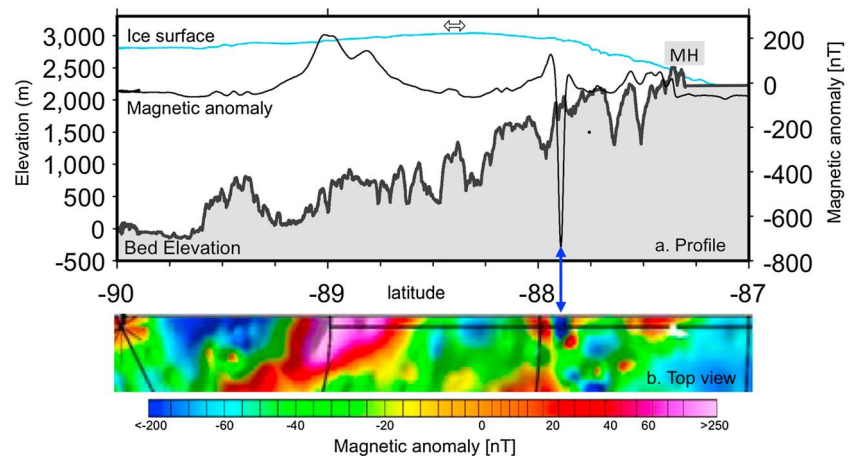 Ice surface
MH
Magnetic anomaly
Bed Elevation
a. Profile
Elevation (m)
3,000
2,500
2,000
1,500
1,000
500
0
-500
200
0
-200
-400
-600
-800
Magnetic anomaly [nT]
-90 -89 latitude -88 -87
b. Top view
<-200 -60 -40 -20 0 20 40 60 >250
Magnetic anomaly [nT]